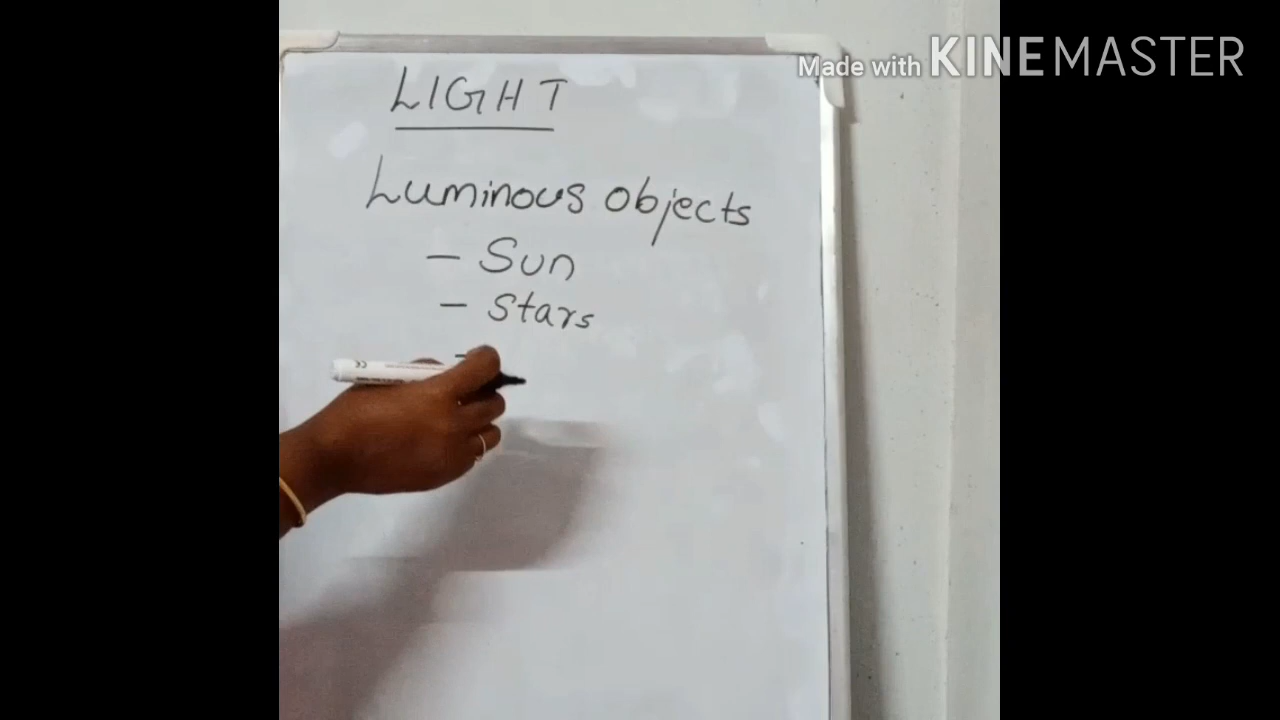 Made with KINEMASTER
LIGHT
Luminous objects
- Sun
- Stars
-